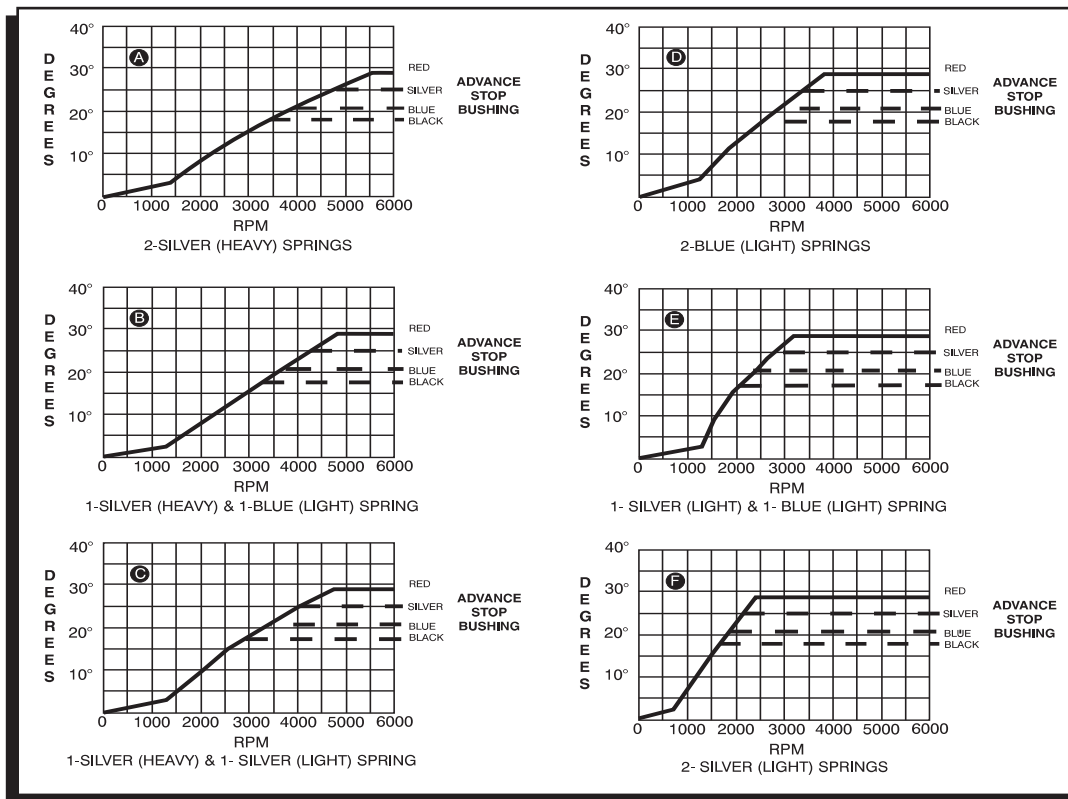 A
DEGREES
40°
30°
20°
10°
RED
SILVER
BLUE
BLACK
ADVANCE
STOP
BUSHING
0 1000 2000 3000 4000 5000 6000
RPM
2-SILVER (HEAVY) SPRINGS
D
DEGREES
40°
30°
20°
10°
RED
SILVER
BLUE
BLACK
ADVANCE
STOP
BUSHING
0 1000 2000 3000 4000 5000 6000
RPM
2-BLUE (LIGHT) SPRINGS
B
DEGREES
40°
30°
20°
10°
RED
SILVER
BLUE
BLACK
ADVANCE
STOP
BUSHING
0 1000 2000 3000 4000 5000 6000
RPM
1-SILVER (HEAVY) & 1-BLUE (LIGHT) SPRING
E
DEGREES
40°
30°
20°
10°
RED
SILVER
BLUE
BLACK
ADVANCE
STOP
BUSHING
0 1000 2000 3000 4000 5000 6000
RPM
1- SILVER (LIGHT) & 1- BLUE (LIGHT) SPRING
C
DEGREES
40°
30°
20°
10°
RED
SILVER
BLUE
BLACK
ADVANCE
STOP
BUSHING
0 1000 2000 3000 4000 5000 6000
RPM
1-SILVER (HEAVY) & 1- SILVER (LIGHT) SPRING
F
DEGREES
40°
30°
20°
10°
RED
SILVER
BLUE
BLACK
ADVANCE
STOP
BUSHING
0 1000 2000 3000 4000 5000 6000
RPM
2- SILVER (LIGHT) SPRINGS